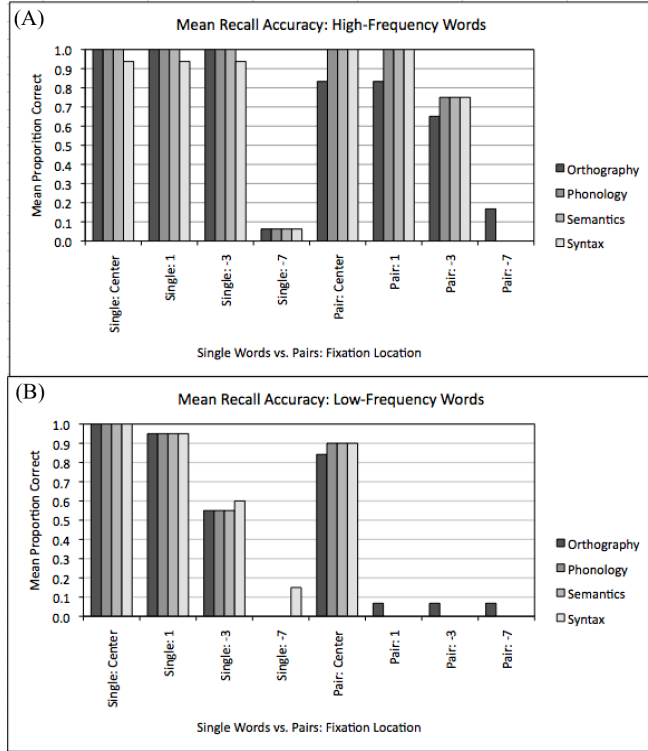 (A)
Mean Recall Accuracy: High-Frequency Words
Mean Proportion Correct
1.0
0.9
0.8
0.7
0.6
0.5
0.4
0.3
0.2
0.1
0.0
Single: Center
Single: 1
Single: -3
Single: -7
Pair: Center
Pair: 1
Pair: -3
Pair: -7
Single Words vs. Pairs: Fixation Location
Orthography
Phonology
Semantics
Syntax
(B)
Mean Recall Accuracy: Low-Frequency Words
Mean Proportion Correct
1.0
0.9
0.8
0.7
0.6
0.5
0.4
0.3
0.2
0.1
0.0
Single: Center
Single: 1
Single: -3
Single: -7
Pair: Center
Pair: 1
Pair: -3
Pair: -7
Single Words vs. Pairs: Fixation Location
Orthography
Phonology
Semantics
Syntax